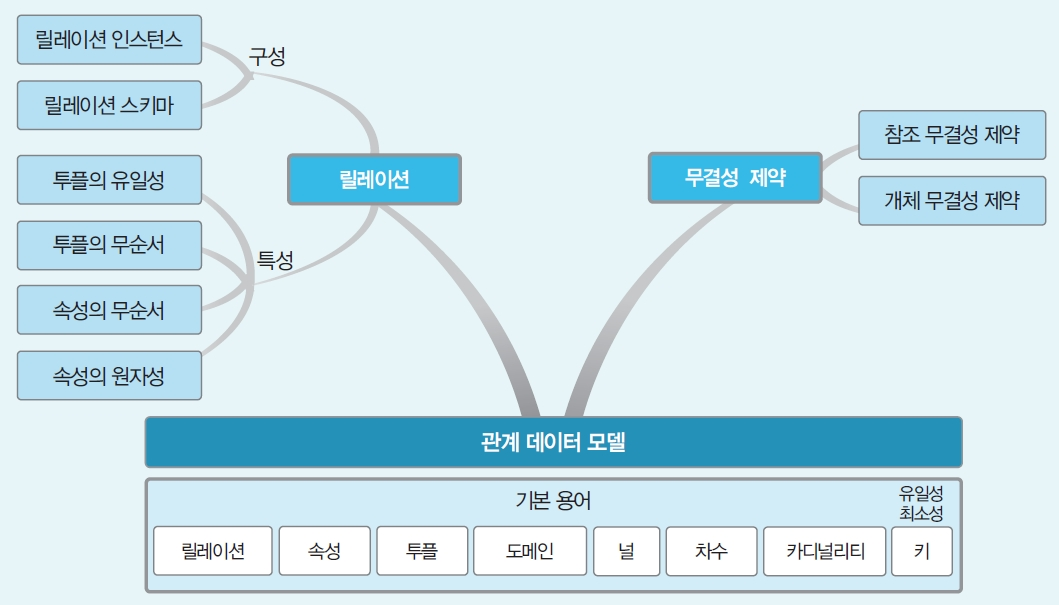 릴레이션 인스턴스
구성
릴레이션 스키마
투플의 유일성
릴레이션
투플의 무순서
특성
속성의 무순서
속성의 원자성
무결성 제약
참조 무결성 제약
개체 무결성 제약
관계 데이터 모델
기본 용어
유일성
최소성
릴레이션
속성
투플
도메인
널
차수
카디널리티
키